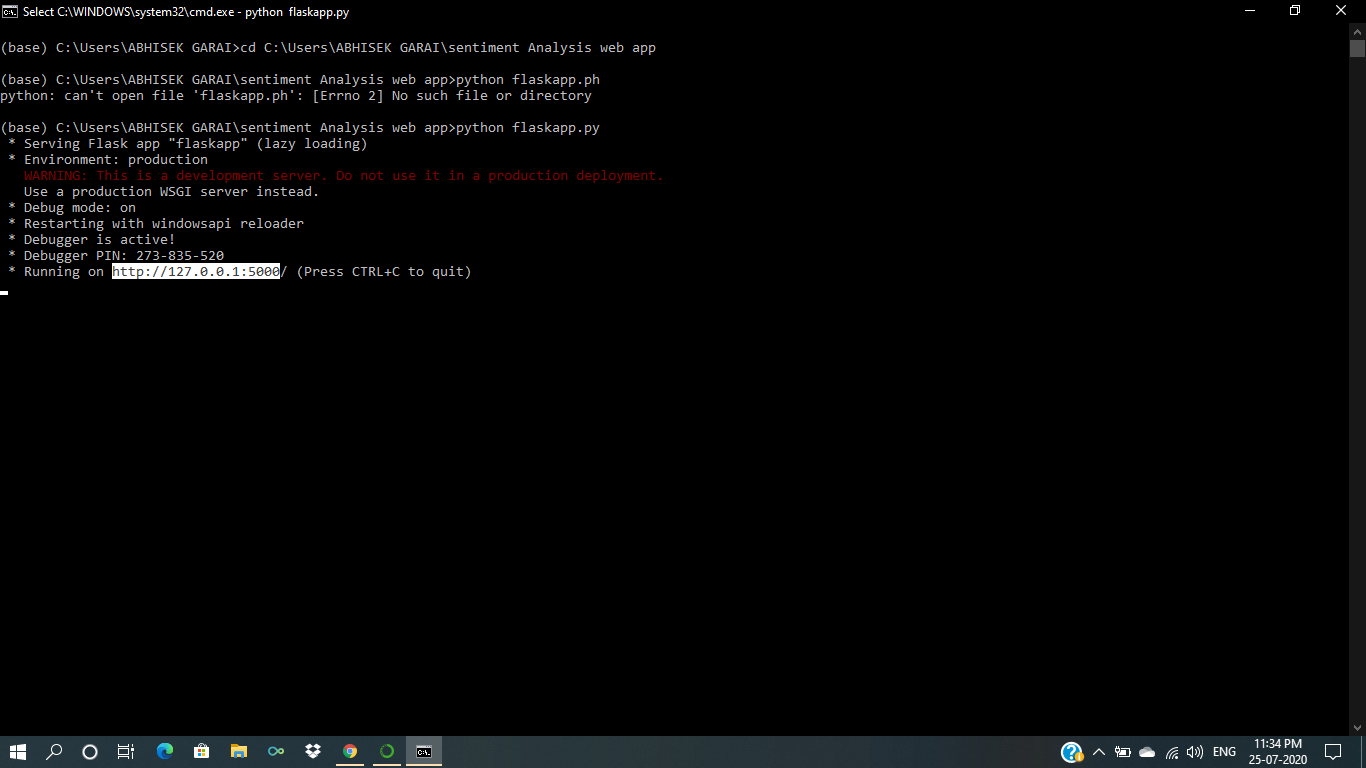 Select C:\WINDOWS\system32\cmd.exe - python  flaskapp.py
(base) C:\Users\ABHISEK GARAI>cd C:\Users\ABHISEK GARAI\sentiment Analysis web app
(base) C:\Users\ABHISEK GARAI\sentiment Analysis web app>python flaskapp.ph
python: can't open file 'flaskapp.ph': [Errno 2] No such file or directory
(base) C:\Users\ABHISEK GARAI\sentiment Analysis web app>python flaskapp.py
 * Serving Flask app "flaskapp" (lazy loading)
 * Environment: production
   WARNING: This is a development server. Do not use it in a production deployment.
   Use a production WSGI server instead.
 * Debug mode: on
 * Restarting with windowsapi reloader
 * Debugger is active!
 * Debugger PIN: 273-835-520
 * Running on http://127.0.0.1:5000/ (Press CTRL+C to quit)
ENG
11:34 PM
25-07-2020